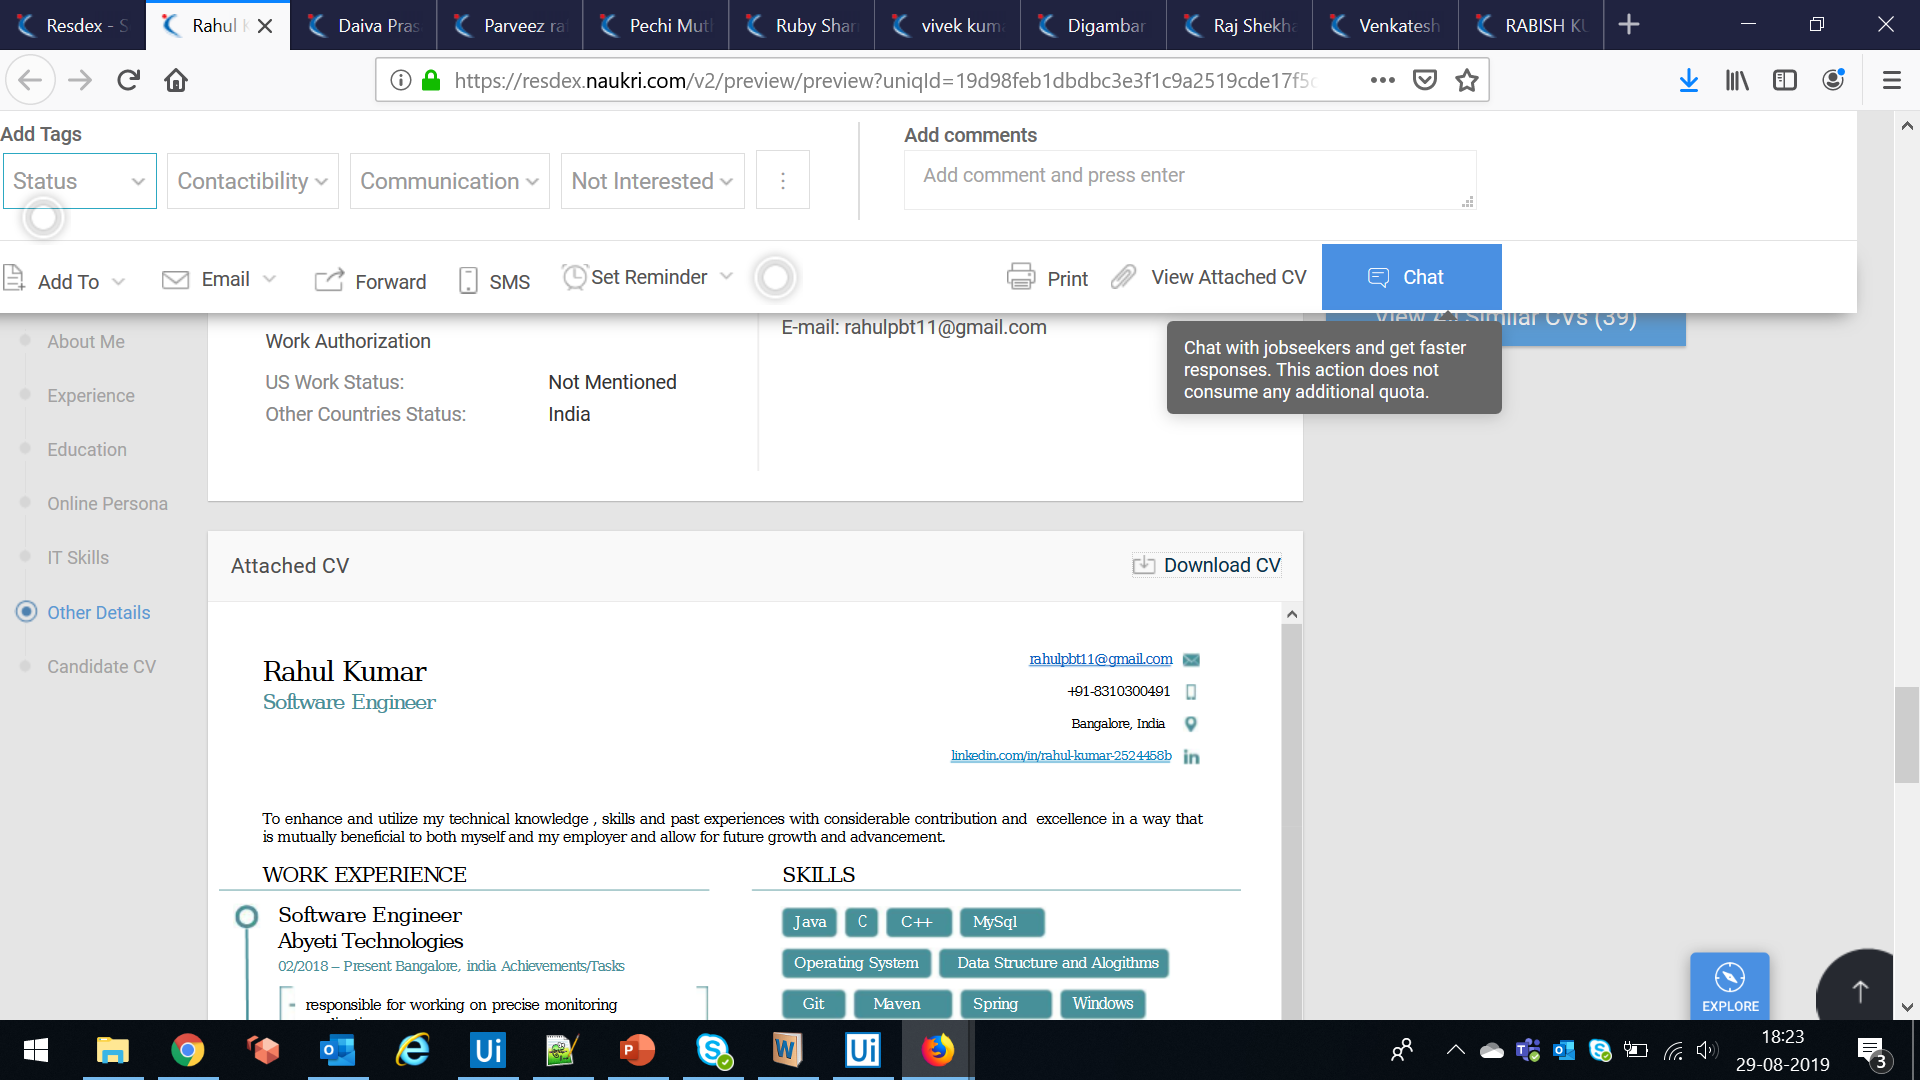 Resdex - S
Rahul K
Daiva Pras
Parveez raf
Pechi Muth
Ruby Shar
vivek kum
Digambar
Raj Shekha
Venkatesh
RABISH KU
https://resdex.naukri.com/v2/preview/preview?uniqId=19d98feb1dbdbc3e3f1c9a2519cde17f5c
Add Tags
Add comments
Status
Contactibility
Communication
Not Interested
Add comment and press enter
Add To
Email
Forward
SMS
Set Reminder
Print
View Attached CV
Chat
View All Similar CVs (39)
Chat with jobseekers and get faster
responses. This action does not
consume any additional quota.
About Me
Experience
Education
Online Persona
IT Skills
Other Details
Candidate CV
Work Authorization
US Work Status: Not Mentioned
Other Countries Status: India
E-mail: rahulpbt11@gmail.com
Attached CV
Download CV
Rahul Kumar
Software Engineer
rahulpbt11@gmail.com
+91-8310300491
Bangalore, India
linkedin.com/in/rahul-kumar-2524458b
in
To enhance and utilize my technical knowledge , skills and past experiences with considerable contribution and excellence in a way that
is mutually beneficial to both myself and my employer and allow for future growth and advancement.
WORK EXPERIENCE
Software Engineer
Abyeti Technologies
02/2018 – Present Bangalore, india Achievements/Tasks
- responsible for working on precise monitoring
SKILLS
Java
C
C++
MySql
Operating System
Data Structure and Alogithms
Git
Maven
Spring
Windows
EXPLORE
Ui
Ui
18:23
29-08-2019
3